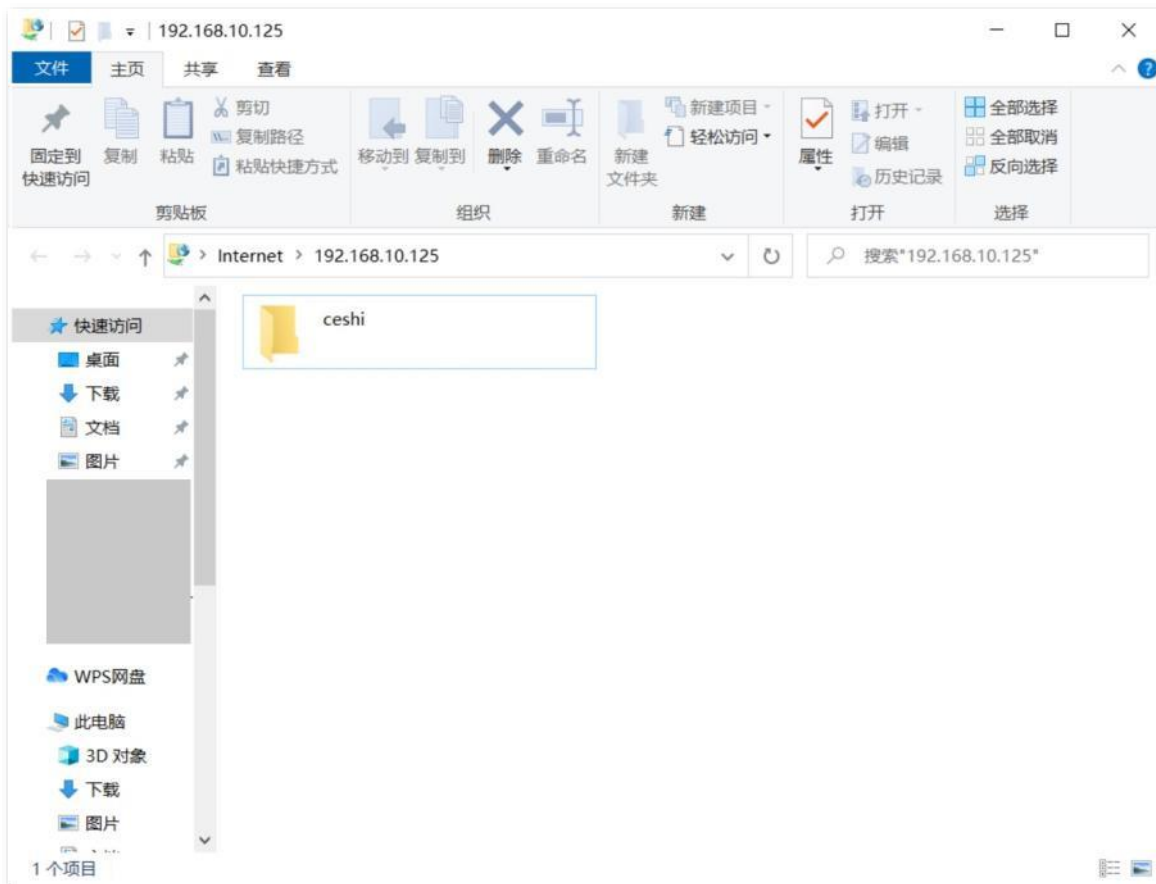 192.168.10.125
文件 主页 共享 查看
固定到
快速访问
复制
粘贴
剪切
复制路径
粘贴快捷方式
剪贴板
移动到 复制到 删除 重命名
组织
新建
文件夹
新建项目
轻松访问
新建
属性
打开
编辑
历史记录
打开
全部选择
全部取消
反向选择
选择
Internet > 192.168.10.125
搜索"192.168.10.125"
快速访问
桌面
下载
文档
图片
WPS网盘
此电脑
3D 对象
下载
图片
ceshi
1 个项目